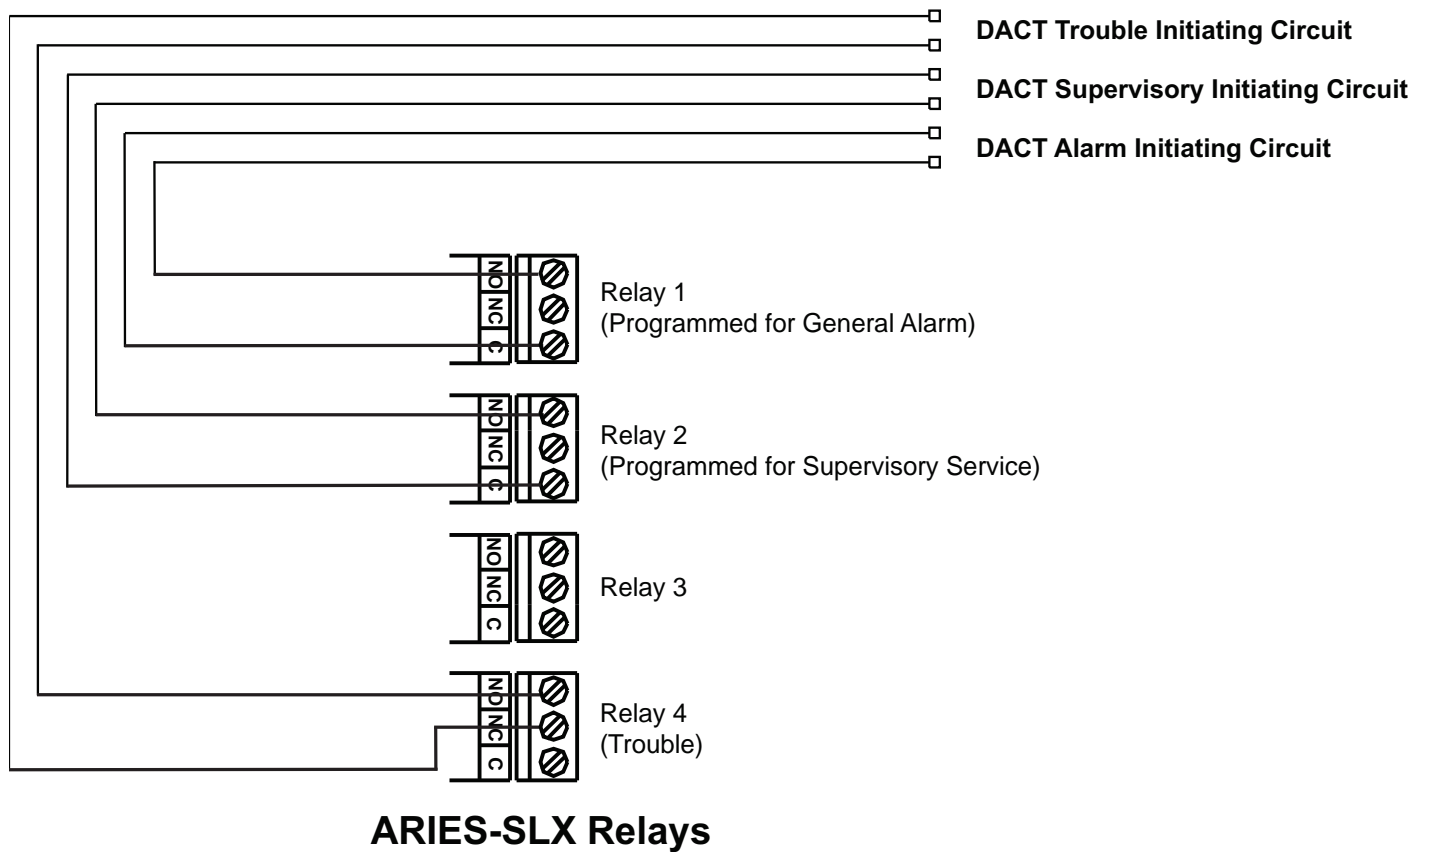 DACT Trouble Initiating Circuit
DACT Supervisory Initiating Circuit
DACT Alarm Initiating Circuit
NO
NC
C
Relay 1
(Programmed for General Alarm)
NO
NC
C
Relay 2
(Programmed for Supervisory Service)
NO
NC
C
Relay 3
NO
NC
C
Relay 4
(Trouble)
ARIES-SLX Relays